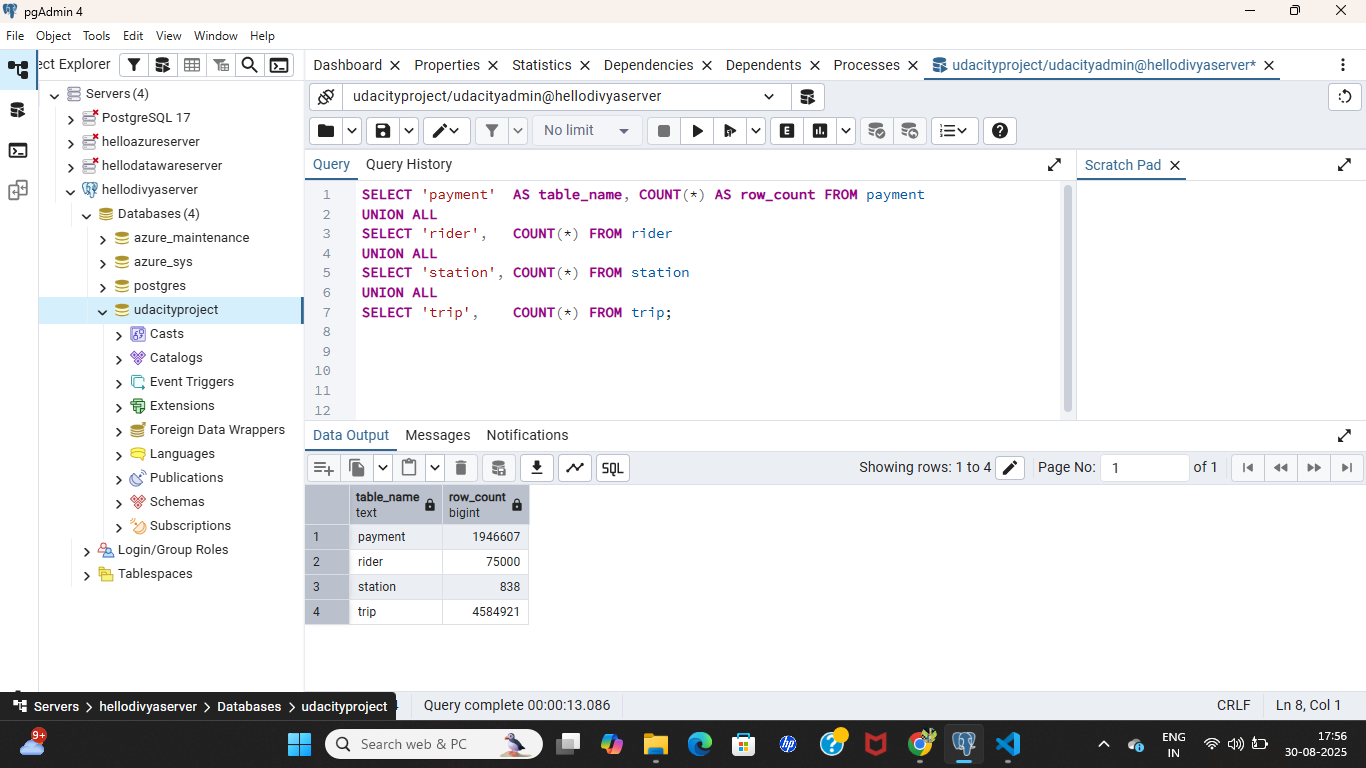 pgAdmin 4
File Object Tools Edit View Window Help
ect Explorer
Servers (4)
PostgreSQL 17
helloazureserver
hellodatawareserver
hellodivyaserver
Databases (4)
azure_maintenance
azure_sys
postgres
udacityproject
Casts
Catalogs
Event Triggers
Extensions
Foreign Data Wrappers
Languages
Publications
Schemas
Subscriptions
Login/Group Roles
Tablespaces
Dashboard Properties Statistics Dependencies Dependents Processes udacityproject/udacityadmin@hellodivyaserver*
udacityproject/udacityadmin@hellodivyaserver
No limit E
Query Query History
Scratch Pad
1 SELECT 'payment' AS table_name, COUNT(*) AS row_count FROM payment
2 UNION ALL
3 SELECT 'rider', COUNT(*) FROM rider
4 UNION ALL
5 SELECT 'station', COUNT(*) FROM station
6 UNION ALL
7 SELECT 'trip', COUNT(*) FROM trip;
8
9
10
11
12
Data Output Messages Notifications
SQL Showing rows: 1 to 4 Page No: 1 of 1
table_name row_count
text bigint
1 payment 1946607
2 rider 75000
3 station 838
4 trip 4584921
Servers > hellodivyaserver > Databases > udacityproject
Query complete 00:00:13.086
CRLF Ln 8, Col 1
9+
Search web & PC
hp
ENG
IN
17:56
30-08-2025